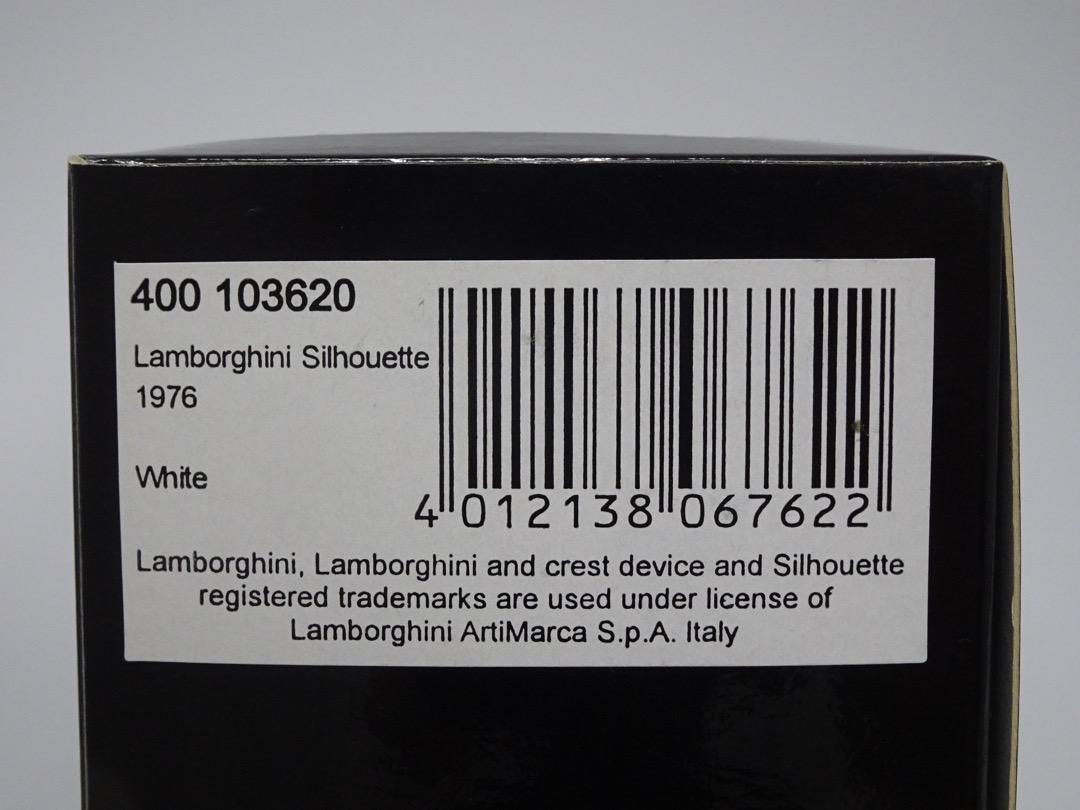 400 103620
Lamborghini Silhouette
1976
White
4 012138 067622
Lamborghini, Lamborghini and crest device and Silhouette
registered trademarks are used under license of
Lamborghini ArtiMarca S.p.A. Italy